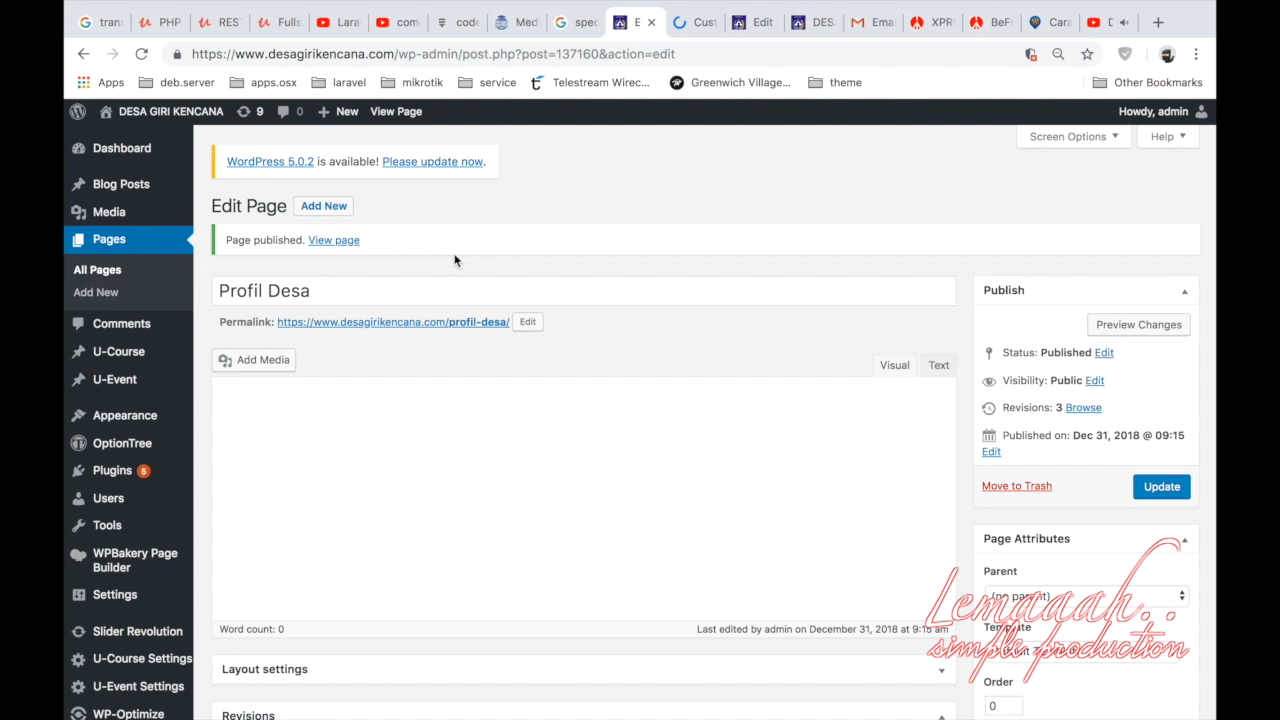 trans
PHP
RES
Fulls
Lara
com
code
Med
spec
E
Cust
Edit
DES
Ema
XPR
BeFr
Cara
https://www.desagirikencana.com/wp-admin/post.php?post=137160&action=edit
Apps deb.server apps.osx laravel mikrotik service Telestream Wirec... Greenwich Village... theme Other Bookmarks
DESA GIRI KENCANA 9 0 New View Page Howdy, admin
Screen Options Help
Dashboard
Blog Posts
Media
Pages
All Pages
Add New
Comments
U-Course
U-Event
Appearance
OptionTree
Plugins 5
Users
Tools
WPBakery Page
Builder
Settings
Slider Revolution
U-Course Settings
U-Event Settings
WP-Optimize
WordPress 5.0.2 is available! Please update now.
Edit Page Add New
Page published. View page
Profil Desa
Permalink: https://www.desagirikencana.com/profil-desa/ Edit
Add Media
Visual Text
Word count: 0 Last edited by admin on December 31, 2018 at 9:15 am
Layout settings
Revisions
Publish
Preview Changes
Status: Published Edit
Visibility: Public Edit
Revisions: 3 Browse
Published on: Dec 31, 2018 @ 09:15
Edit
Move to Trash Update
Page Attributes
Parent
(no parent)
Template
Order
0
Lemaaah..
simple production